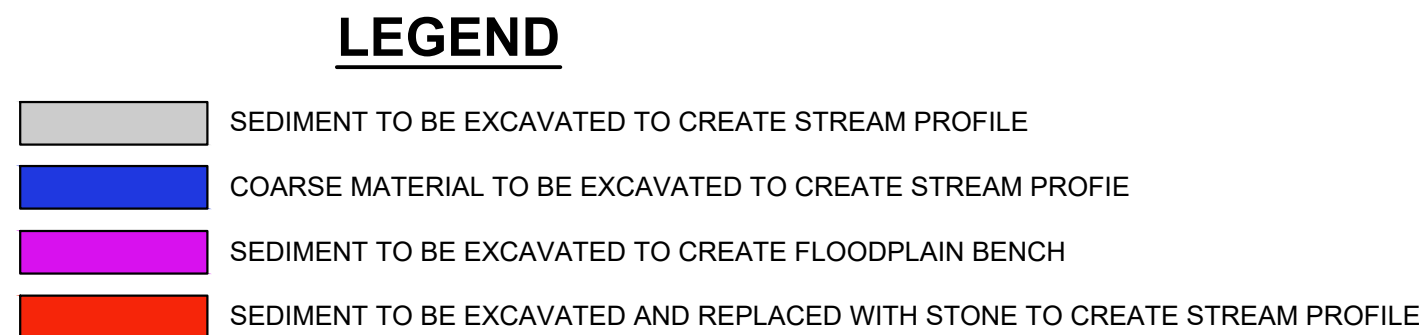 LEGEND
SEDIMENT TO BE EXCAVATED TO CREATE STREAM PROFILE
COARSE MATERIAL TO BE EXCAVATED TO CREATE STREAM PROFIE
SEDIMENT TO BE EXCAVATED TO CREATE FLOODPLAIN BENCH
SEDIMENT TO BE EXCAVATED AND REPLACED WITH STONE TO CREATE STREAM PROFILE